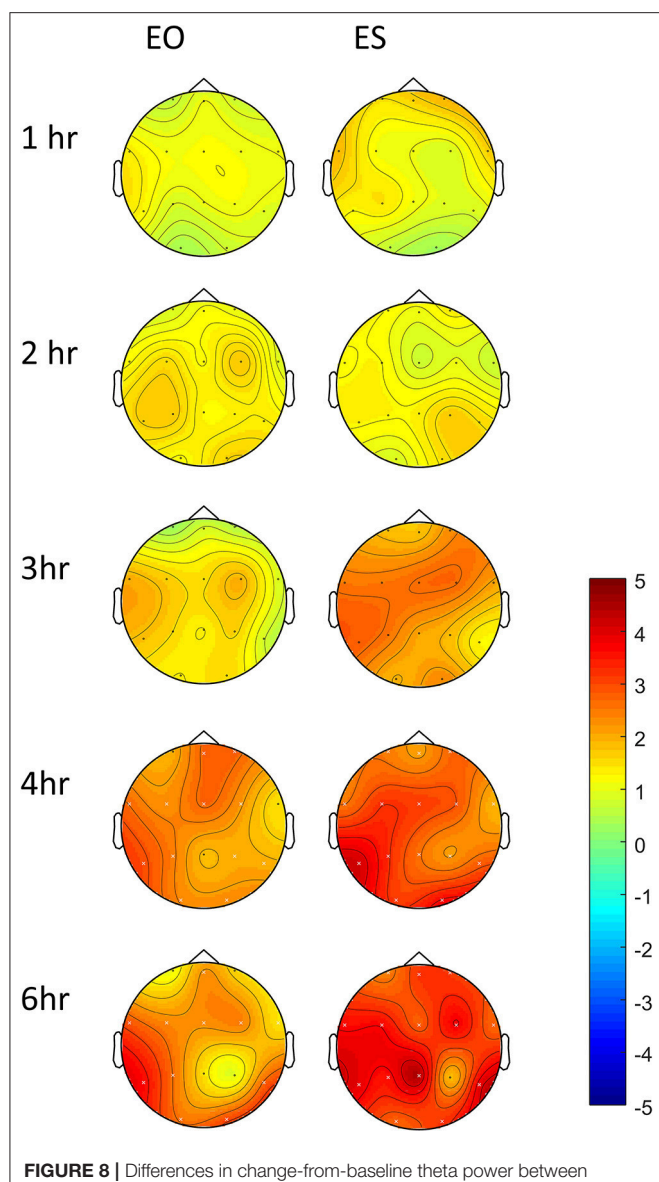 EO ES
1 hr
2 hr
3hr
4hr
6hr
5
4
3
2
1
0
-1
-2
-3
-4
-5
FIGURE 8 | Differences in change-from-baseline theta power between